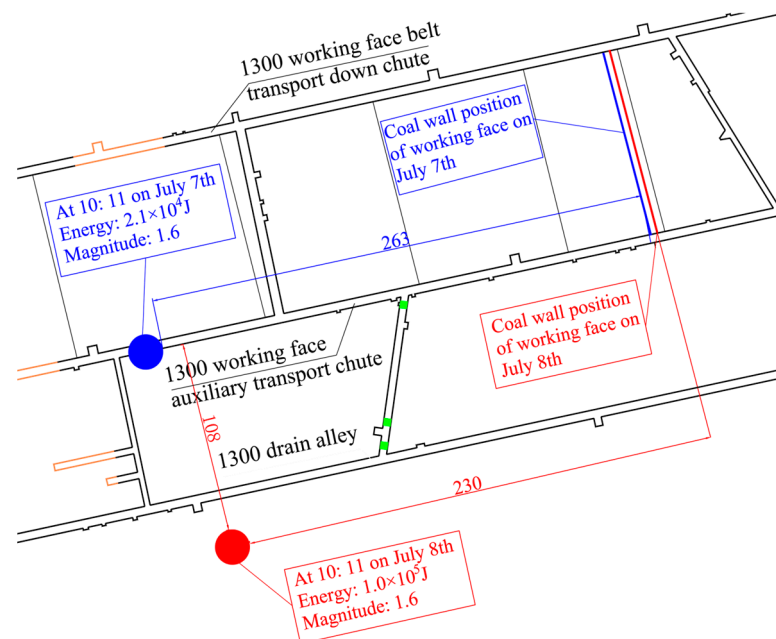 1300 working face belt
transport down chute
Coal wall position
of working face on
July 7th
At 10: 11 on July 7th
Energy: 2.1×10⁴J
Magnitude: 1.6
263
Coal wall position
of working face on
July 8th
1300 working face
auxiliary transport chute
108
1300 drain alley
230
At 10: 11 on July 8th
Energy: 1.0×10⁵J
Magnitude: 1.6